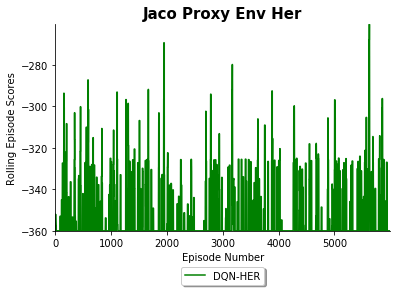 Jaco Proxy Env Her
Rolling Episode Scores
−280
−300
−320
−340
−360
0 1000 2000 3000 4000 5000
Episode Number
DQN-HER